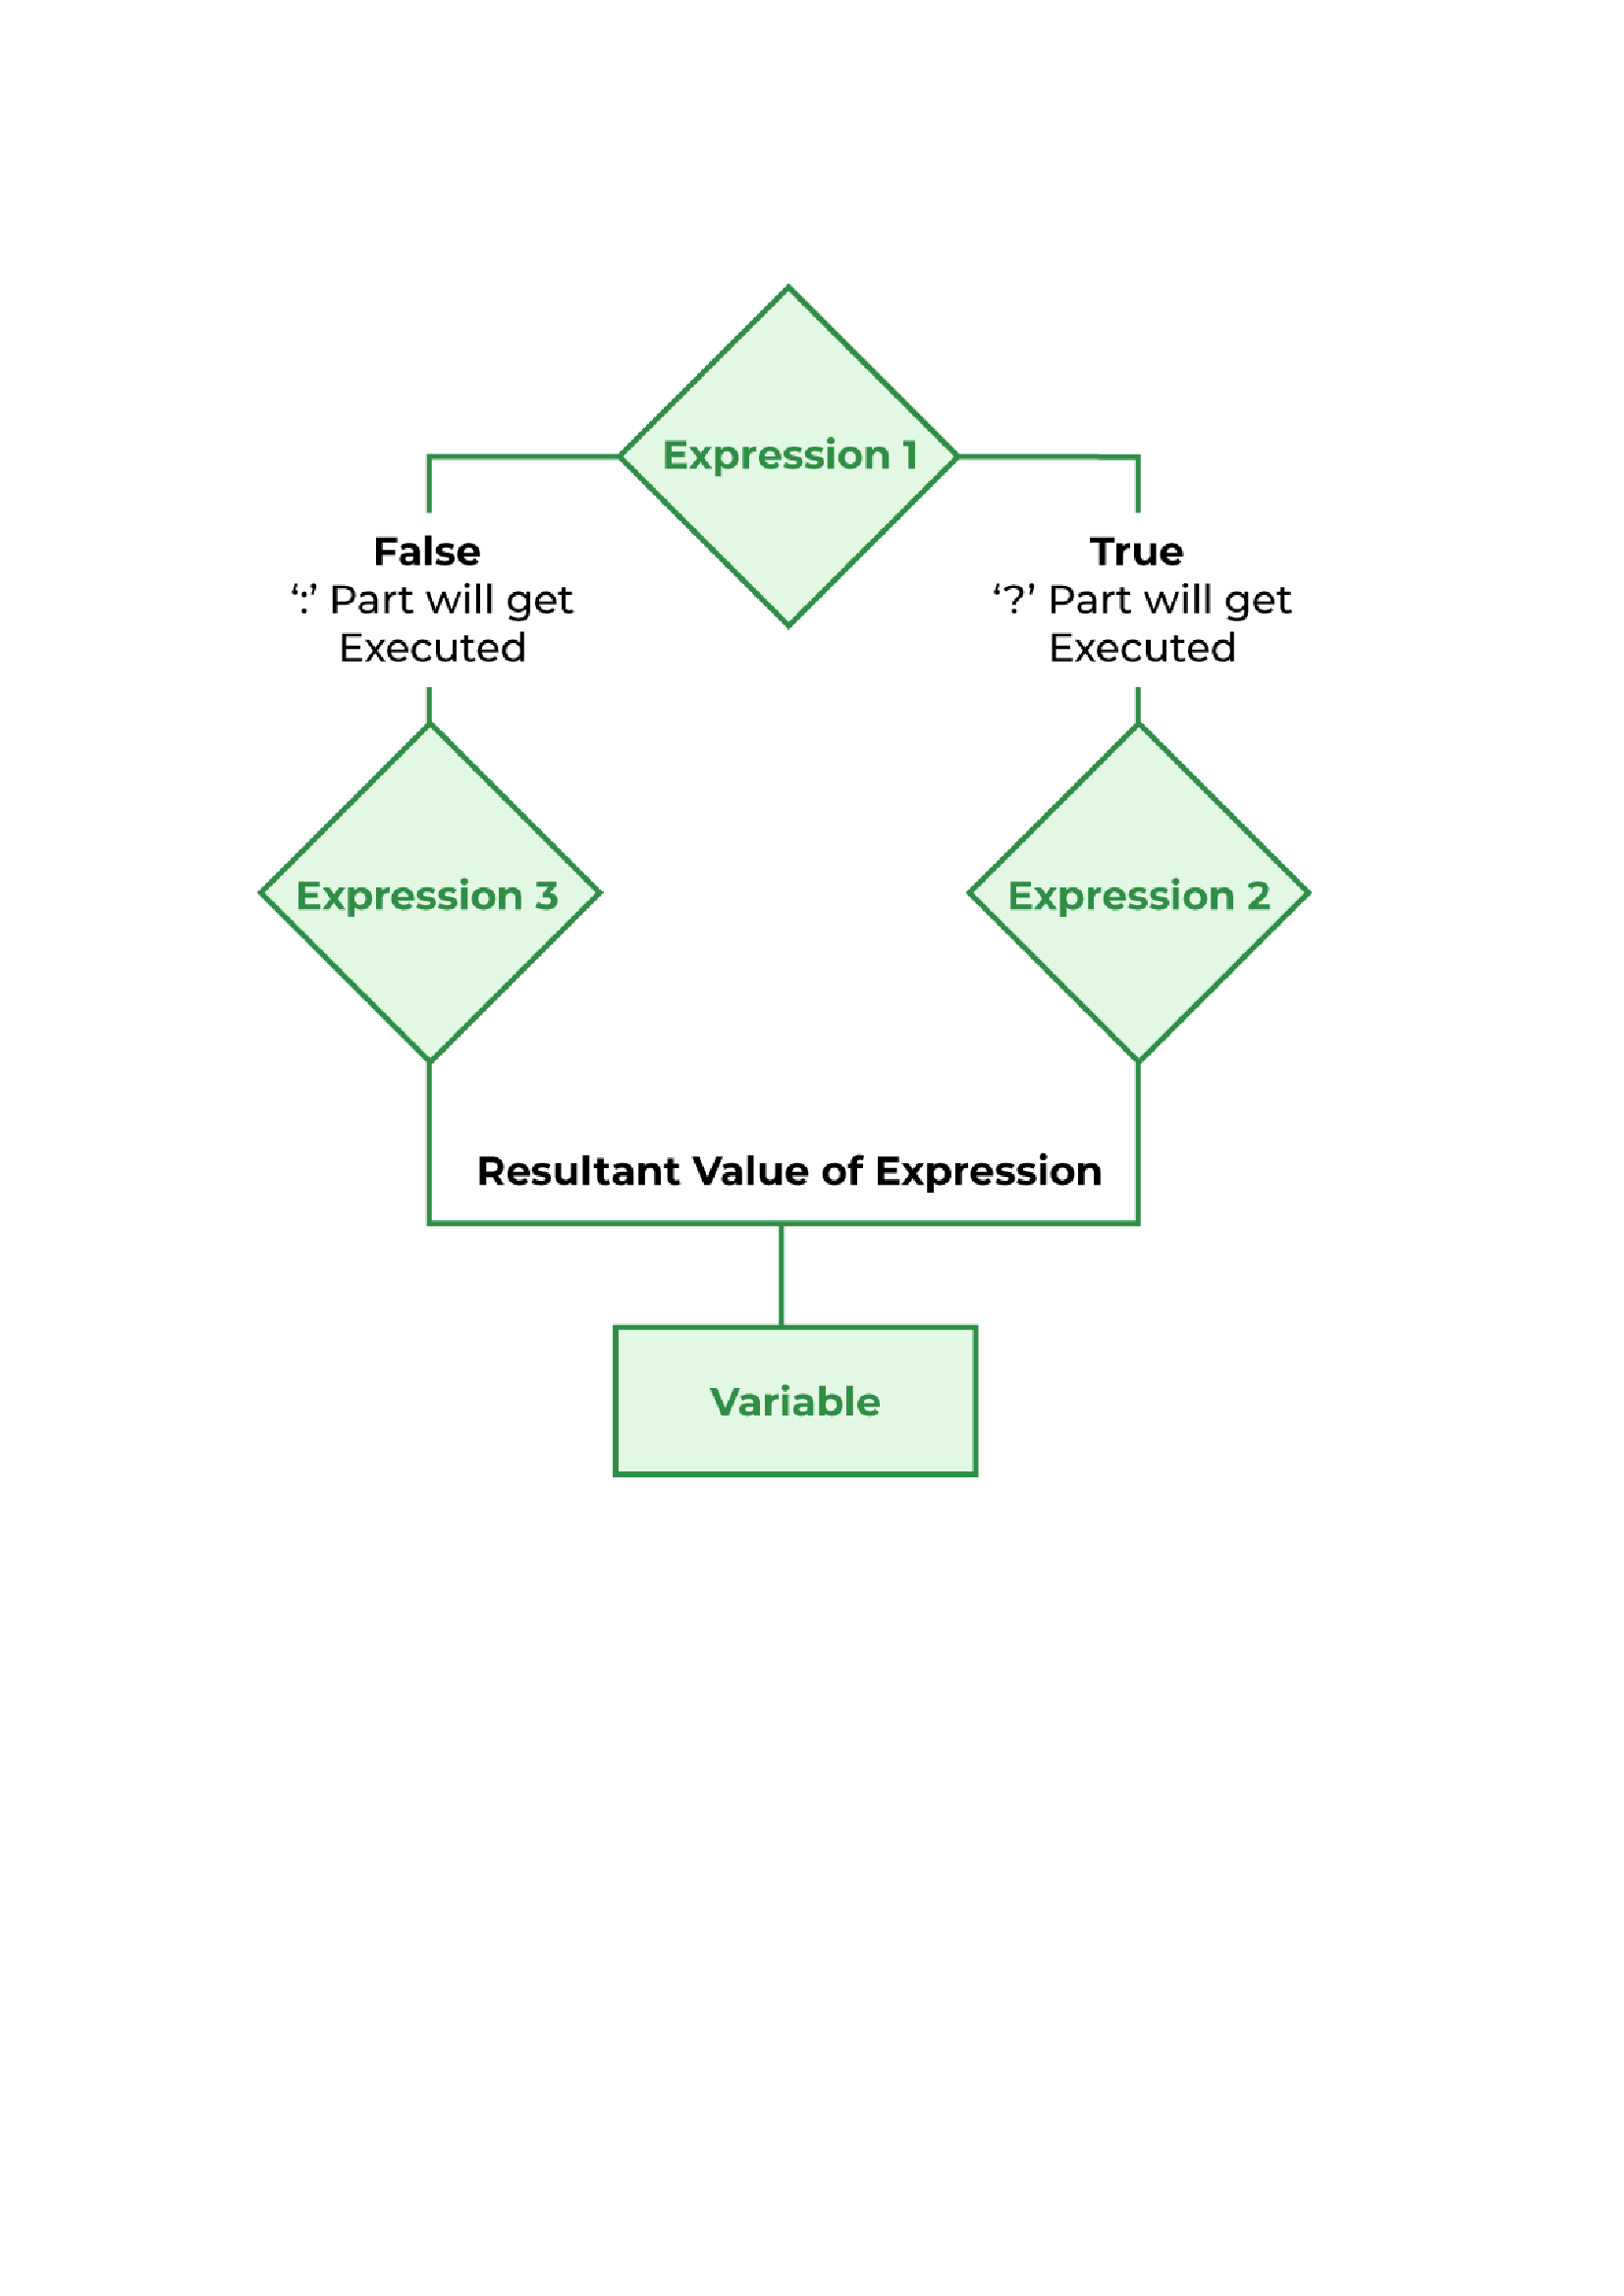 Expression 1
False
‘:’ Part will get
Executed
True
‘?’ Part will get
Executed
Expression 3
Expression 2
Resultant Value of Expression
Variable